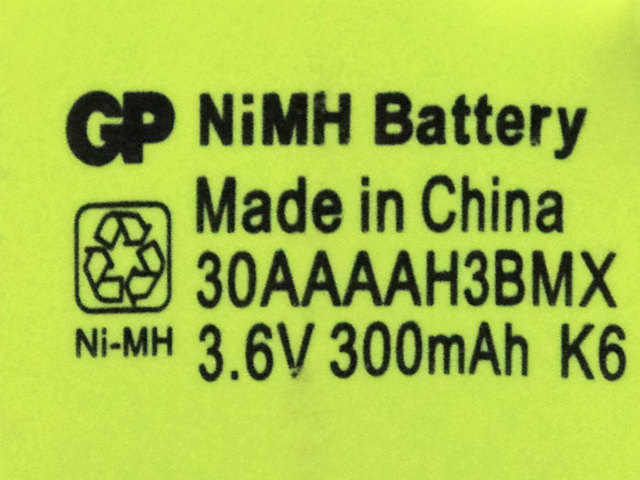 GP NiMH Battery
Made in China
30AAAAH3BMX
Ni-MH 3.6V 300mAh K6